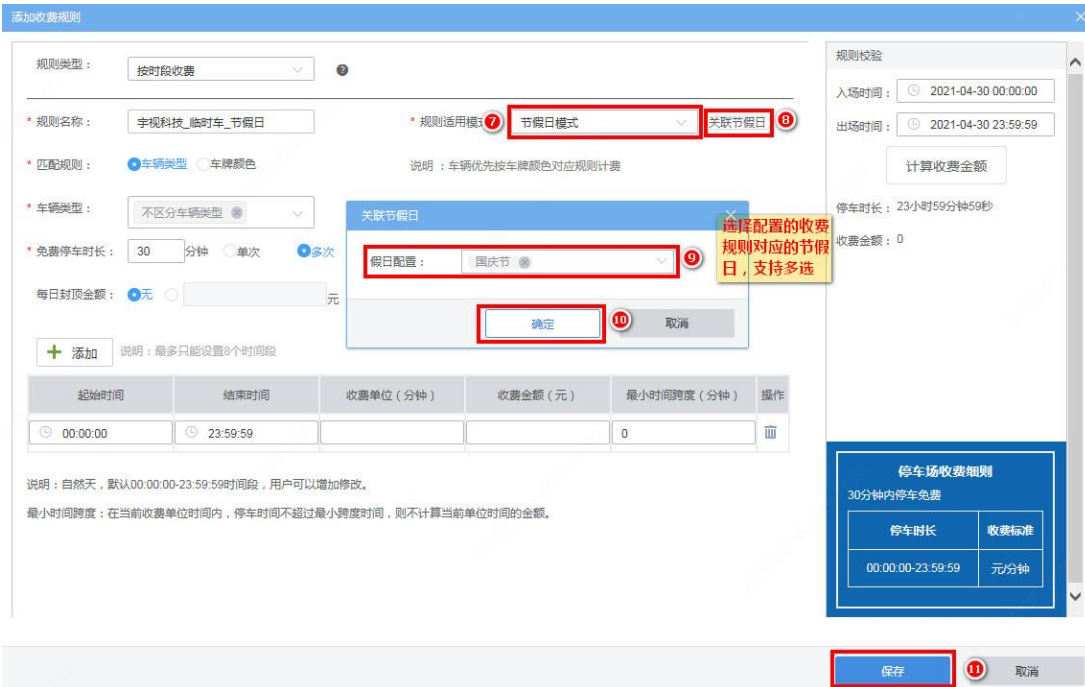 添加收费规则
规则类型： 按时段收费
* 规则名称： 宇视科技_临时车_节假日 * 规则适用模 7 节假日模式 关联节假日 8
* 匹配规则： 车辆类型 车牌颜色 说明：车辆优先按车牌颜色对应规则计费
* 车辆类型： 不区分车辆类型
* 免费停车时长： 30 分钟 单次 多次
每日封顶金额： 无 元
添加 说明：最多只能设置8个时间段
关联节假日
假日配置： 国庆节 9
确定 10 取消
选择配置的收费
规则对应的节假
日，支持多选
起始时间 结束时间 收费单位（分钟） 收费金额（元） 最小时间跨度（分钟） 操作
00:00:00 23:59:59 0
说明：自然天，默认00:00:00-23:59:59时间段，用户可以增加修改。
最小时间跨度：在当前收费单位时间内，停车时间不超过最小跨度时间，则不计算当前单位时间的金额。
规则校验
入场时间： 2021-04-30 00:00:00
出场时间： 2021-04-30 23:59:59
计算收费金额
停车时长：23小时59分钟59秒
收费金额：0
停车场收费细则
30分钟内停车免费
停车时长 收费标准
00:00:00-23:59:59 元/分钟
保存 11 取消